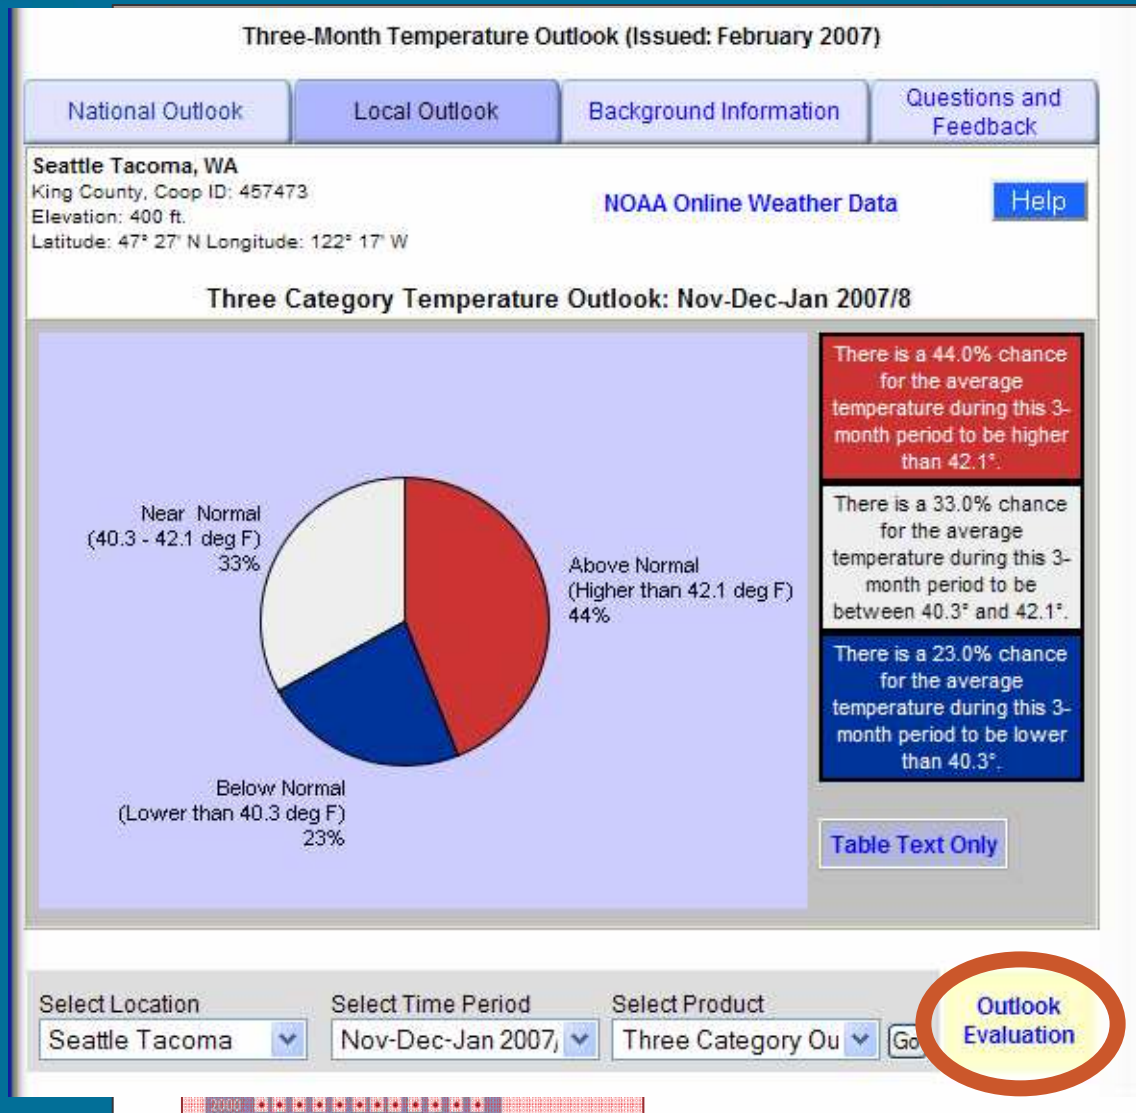 Three-Month Temperature Outlook (Issued: February 2007)
National Outlook
Local Outlook
Background Information
Questions and
Feedback
Seattle Tacoma, WA
King County, Coop ID: 457473
Elevation: 400 ft.
Latitude: 47° 27' N Longitude: 122° 17' W
NOAA Online Weather Data
Help
Three Category Temperature Outlook: Nov-Dec-Jan 2007/8
Near Normal
(40.3 - 42.1 deg F)
33%
Above Normal
(Higher than 42.1 deg F)
44%
Below Normal
(Lower than 40.3 deg F)
23%
There is a 44.0% chance
for the average
temperature during this 3-
month period to be higher
than 42.1°.
There is a 33.0% chance
for the average
temperature during this 3-
month period to be
between 40.3° and 42.1°.
There is a 23.0% chance
for the average
temperature during this 3-
month period to be lower
than 40.3°.
Table Text Only
Select Location
Seattle Tacoma
Select Time Period
Nov-Dec-Jan 2007/
Select Product
Three Category Ou
Go
Outlook
Evaluation
2000